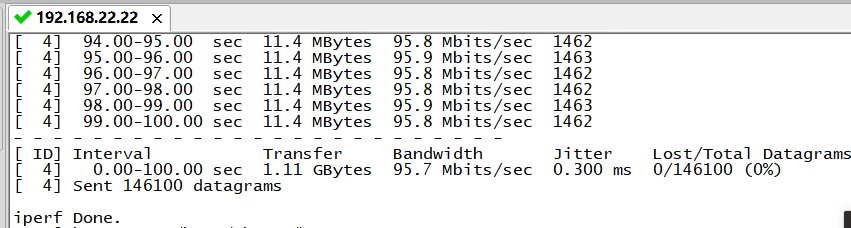 192.168.22.22 ×
[  4]  94.00-95.00  sec  11.4 MBytes  95.8 Mbits/sec  1462
[  4]  95.00-96.00  sec  11.4 MBytes  95.9 Mbits/sec  1463
[  4]  96.00-97.00  sec  11.4 MBytes  95.8 Mbits/sec  1462
[  4]  97.00-98.00  sec  11.4 MBytes  95.8 Mbits/sec  1462
[  4]  98.00-99.00  sec  11.4 MBytes  95.9 Mbits/sec  1463
[  4]  99.00-100.00 sec  11.4 MBytes  95.8 Mbits/sec  1462
- - - - - - - - - - - - - - - - - - - - - - - - -
[ ID] Interval           Transfer     Bandwidth       Jitter    Lost/Total Datagrams
[  4]   0.00-100.00 sec  1.11 GBytes  95.7 Mbits/sec  0.300 ms  0/146100 (0%)
[  4] Sent 146100 datagrams
iperf Done.